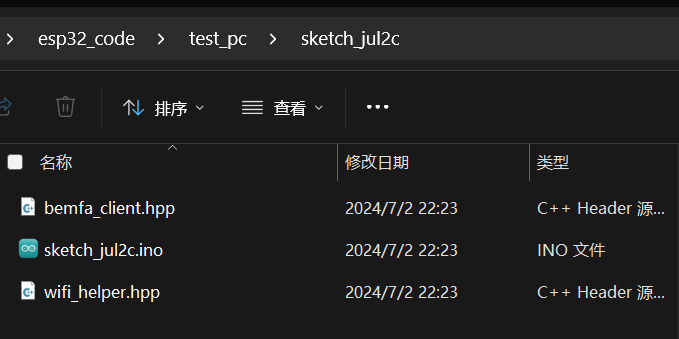 esp32_code test_pc sketch_jul2c
排序 查看
名称 修改日期 类型
bemfa_client.hpp 2024/7/2 22:23 C++ Header 源...
sketch_jul2c.ino 2024/7/2 22:23 INO 文件
wifi_helper.hpp 2024/7/2 22:23 C++ Header 源...